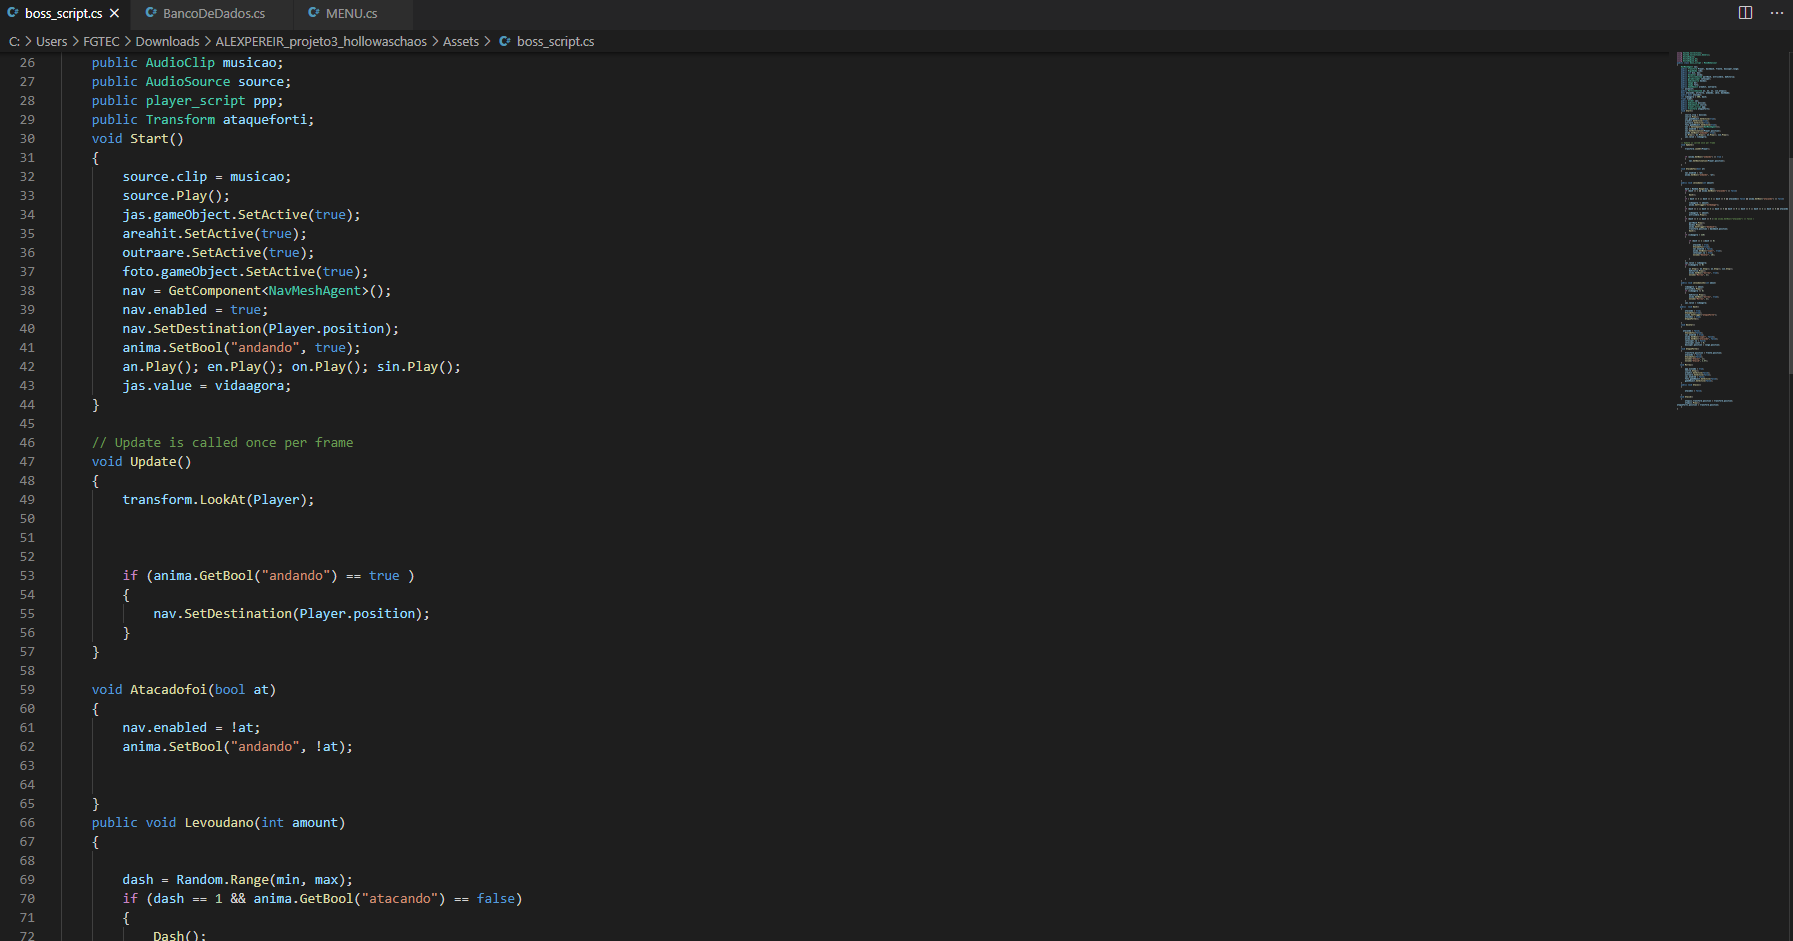 boss_script.cs
BancoDeDados.cs
MENU.cs
C: > Users > FGTEC > Downloads > ALEXPEREIR_projeto3_hollowaschaos > Assets > boss_script.cs
26 public AudioClip musicao;
27 public AudioSource source;
28 public player_script ppp;
29 public Transform ataqueforti;
30 void Start()
31 {
32 source.clip = musicao;
33 source.Play();
34 jas.gameObject.SetActive(true);
35 areahit.SetActive(true);
36 outraare.SetActive(true);
37 foto.gameObject.SetActive(true);
38 nav = GetComponent<NavMeshAgent>();
39 nav.enabled = true;
40 nav.SetDestination(Player.position);
41 anima.SetBool("andando", true);
42 an.Play(); en.Play(); on.Play(); sin.Play();
43 jas.value = vidaagora;
44 }
45
46 // Update is called once per frame
47 void Update()
48 {
49 transform.LookAt(Player);
50
51
52
53 if (anima.GetBool("andando") == true )
54 {
55 nav.SetDestination(Player.position);
56 }
57 }
58
59 void Atacadofoi(bool at)
60 {
61 nav.enabled = !at;
62 anima.SetBool("andando", !at);
63
64
65 }
66 public void Levoudano(int amount)
67 {
68
69 dash = Random.Range(min, max);
70 if (dash == 1 && anima.GetBool("atacando") == false)
71 {
72 Dash();